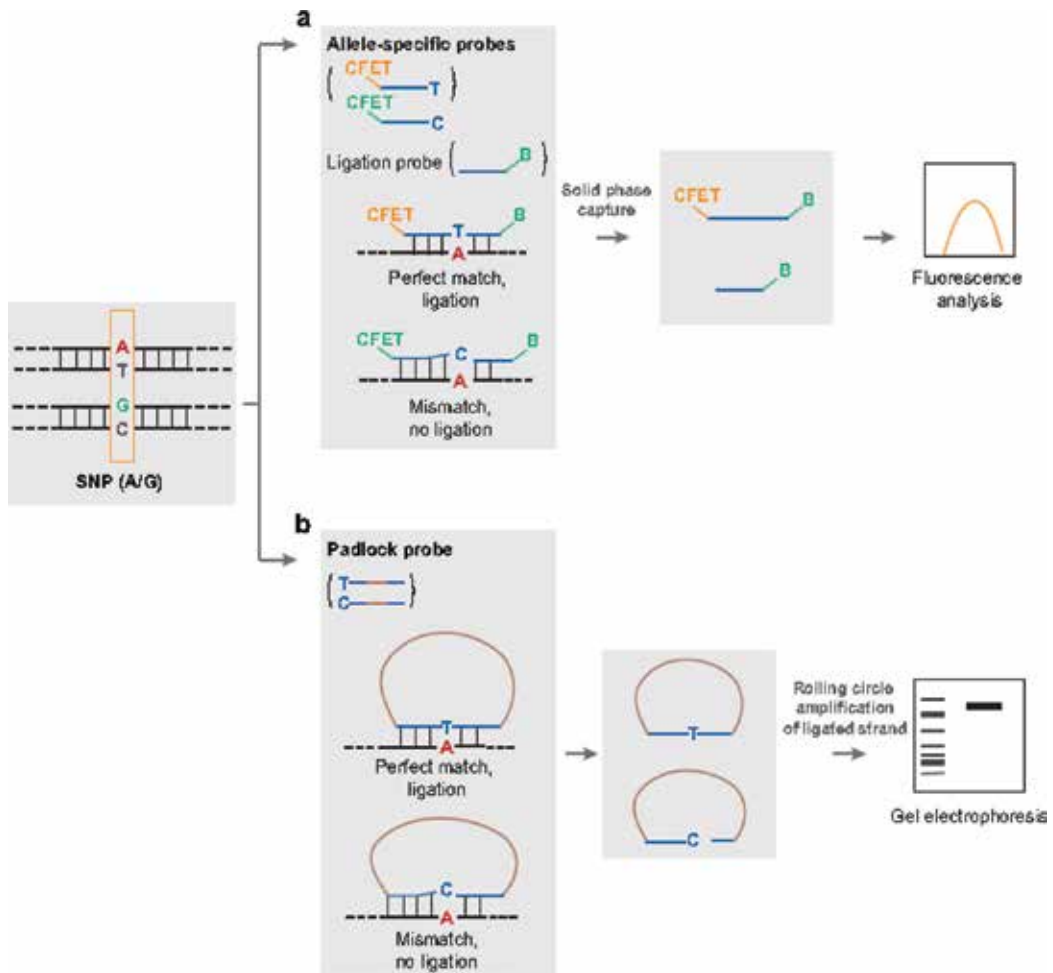 a
Allele-specific probes
CFET
T
CFET
C
Ligation probe
B
CFET
T
B
A
Perfect match,
ligation
CFET
C
B
A
Mismatch,
no ligation
Solid phase
capture
CFET
B
B
Fluorescence
analysis
A
T
G
C
SNP (A/G)
b
Padlock probe
T
C
T
A
Perfect match,
ligation
C
A
Mismatch,
no ligation
T
C
Rolling circle
amplification
of ligated strand
Gel electrophoresis